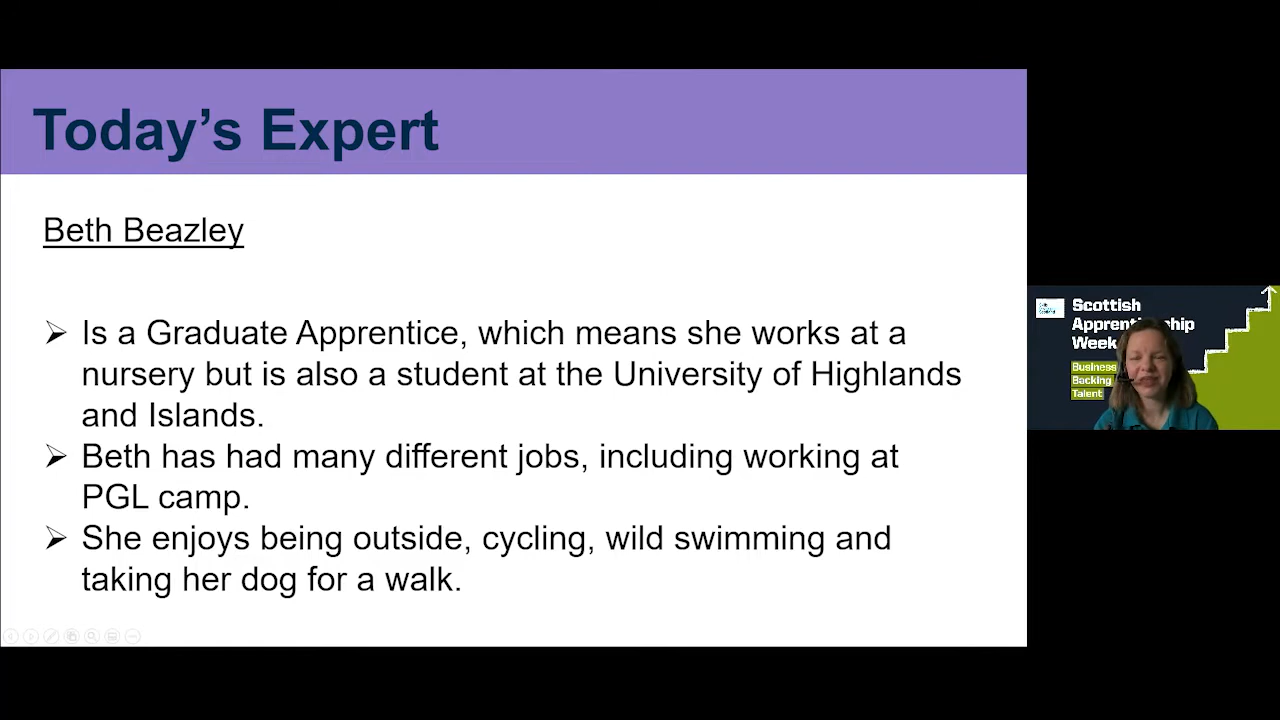 Today's Expert
Beth Beazley
➢ Is a Graduate Apprentice, which means she works at a
nursery but is also a student at the University of Highlands
and Islands.
➢ Beth has had many different jobs, including working at
PGL camp.
➢ She enjoys being outside, cycling, wild swimming and
taking her dog for a walk.
Scottish
Apprenticeship
Week
Business
Backing
Talent